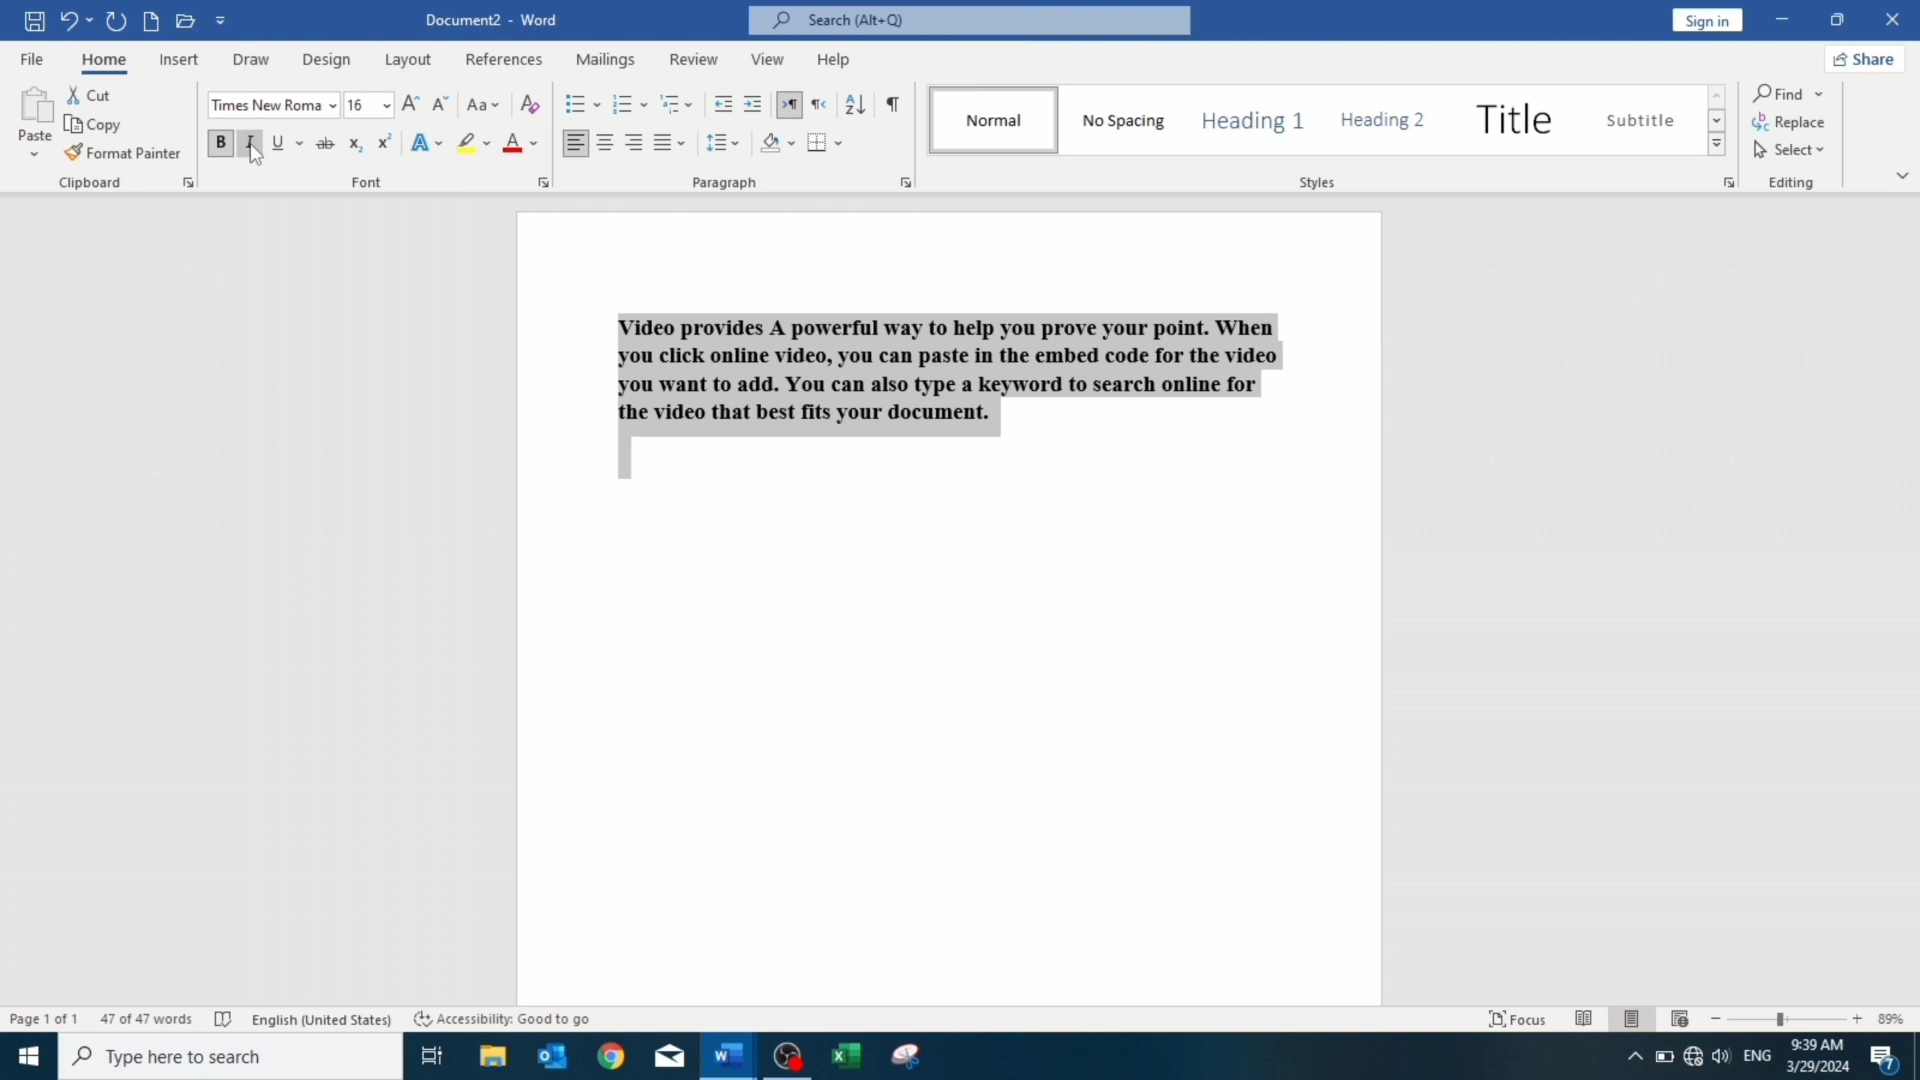 Document2 - Word
Search (Alt+Q)
Sign in
File Home Insert Draw Design Layout References Mailings Review View Help
Share
Paste
Cut
Copy
Format Painter
Clipboard
Times New Roma 16
Aa
B I U ab x₂ x²
A A
Font
Paragraph
Normal
No Spacing
Heading 1
Heading 2
Title
Subtitle
Styles
Find
Replace
Select
Editing
Video provides A powerful way to help you prove your point. When
you click online video, you can paste in the embed code for the video
you want to add. You can also type a keyword to search online for
the video that best fits your document.
Page 1 of 1 47 of 47 words English (United States) Accessibility: Good to go
Focus
89%
Type here to search
ENG
9:39 AM
3/29/2024
7